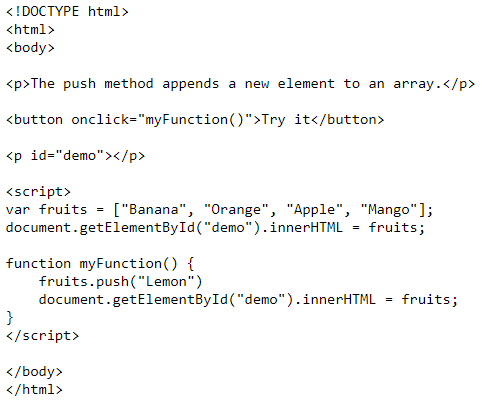 <!DOCTYPE html>
<html>
<body>
<p>The push method appends a new element to an array.</p>
<button onclick="myFunction()">Try it</button>
<p id="demo"></p>
<script>
var fruits = ["Banana", "Orange", "Apple", "Mango"];
document.getElementById("demo").innerHTML = fruits;
function myFunction() {
    fruits.push("Lemon")
    document.getElementById("demo").innerHTML = fruits;
}
</script>
</body>
</html>